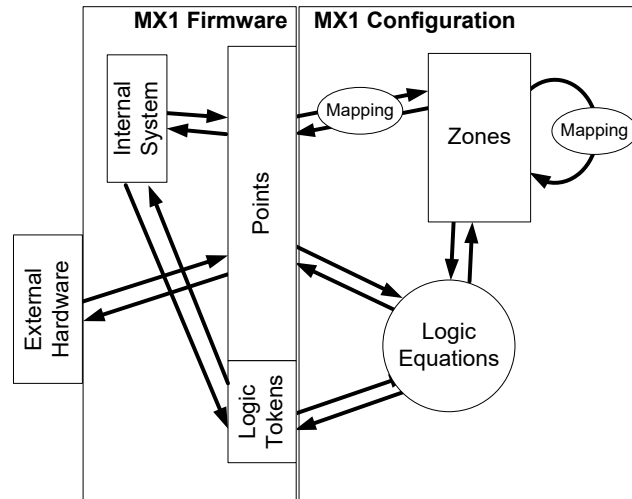 MX1 Firmware
MX1 Configuration
Internal
System
Points
Mapping
Zones
Mapping
External
Hardware
Logic
Equations
Logic
Tokens